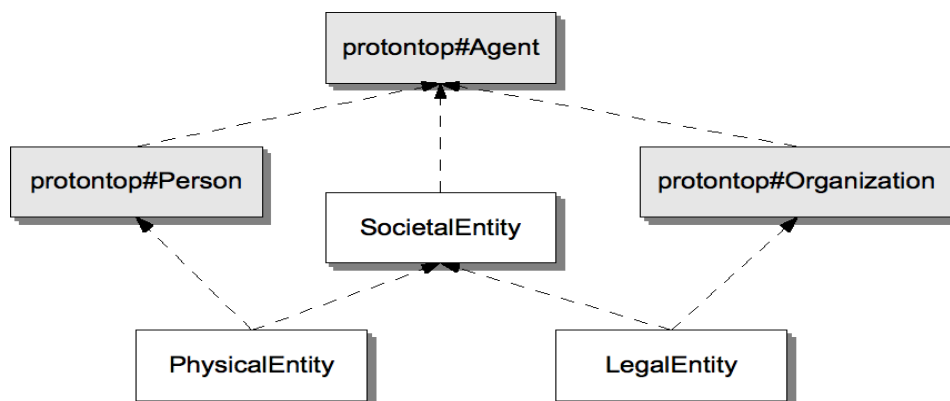 protontop#Agent
protontop#Person
protontop#Organization
SocietalEntity
PhysicalEntity
LegalEntity